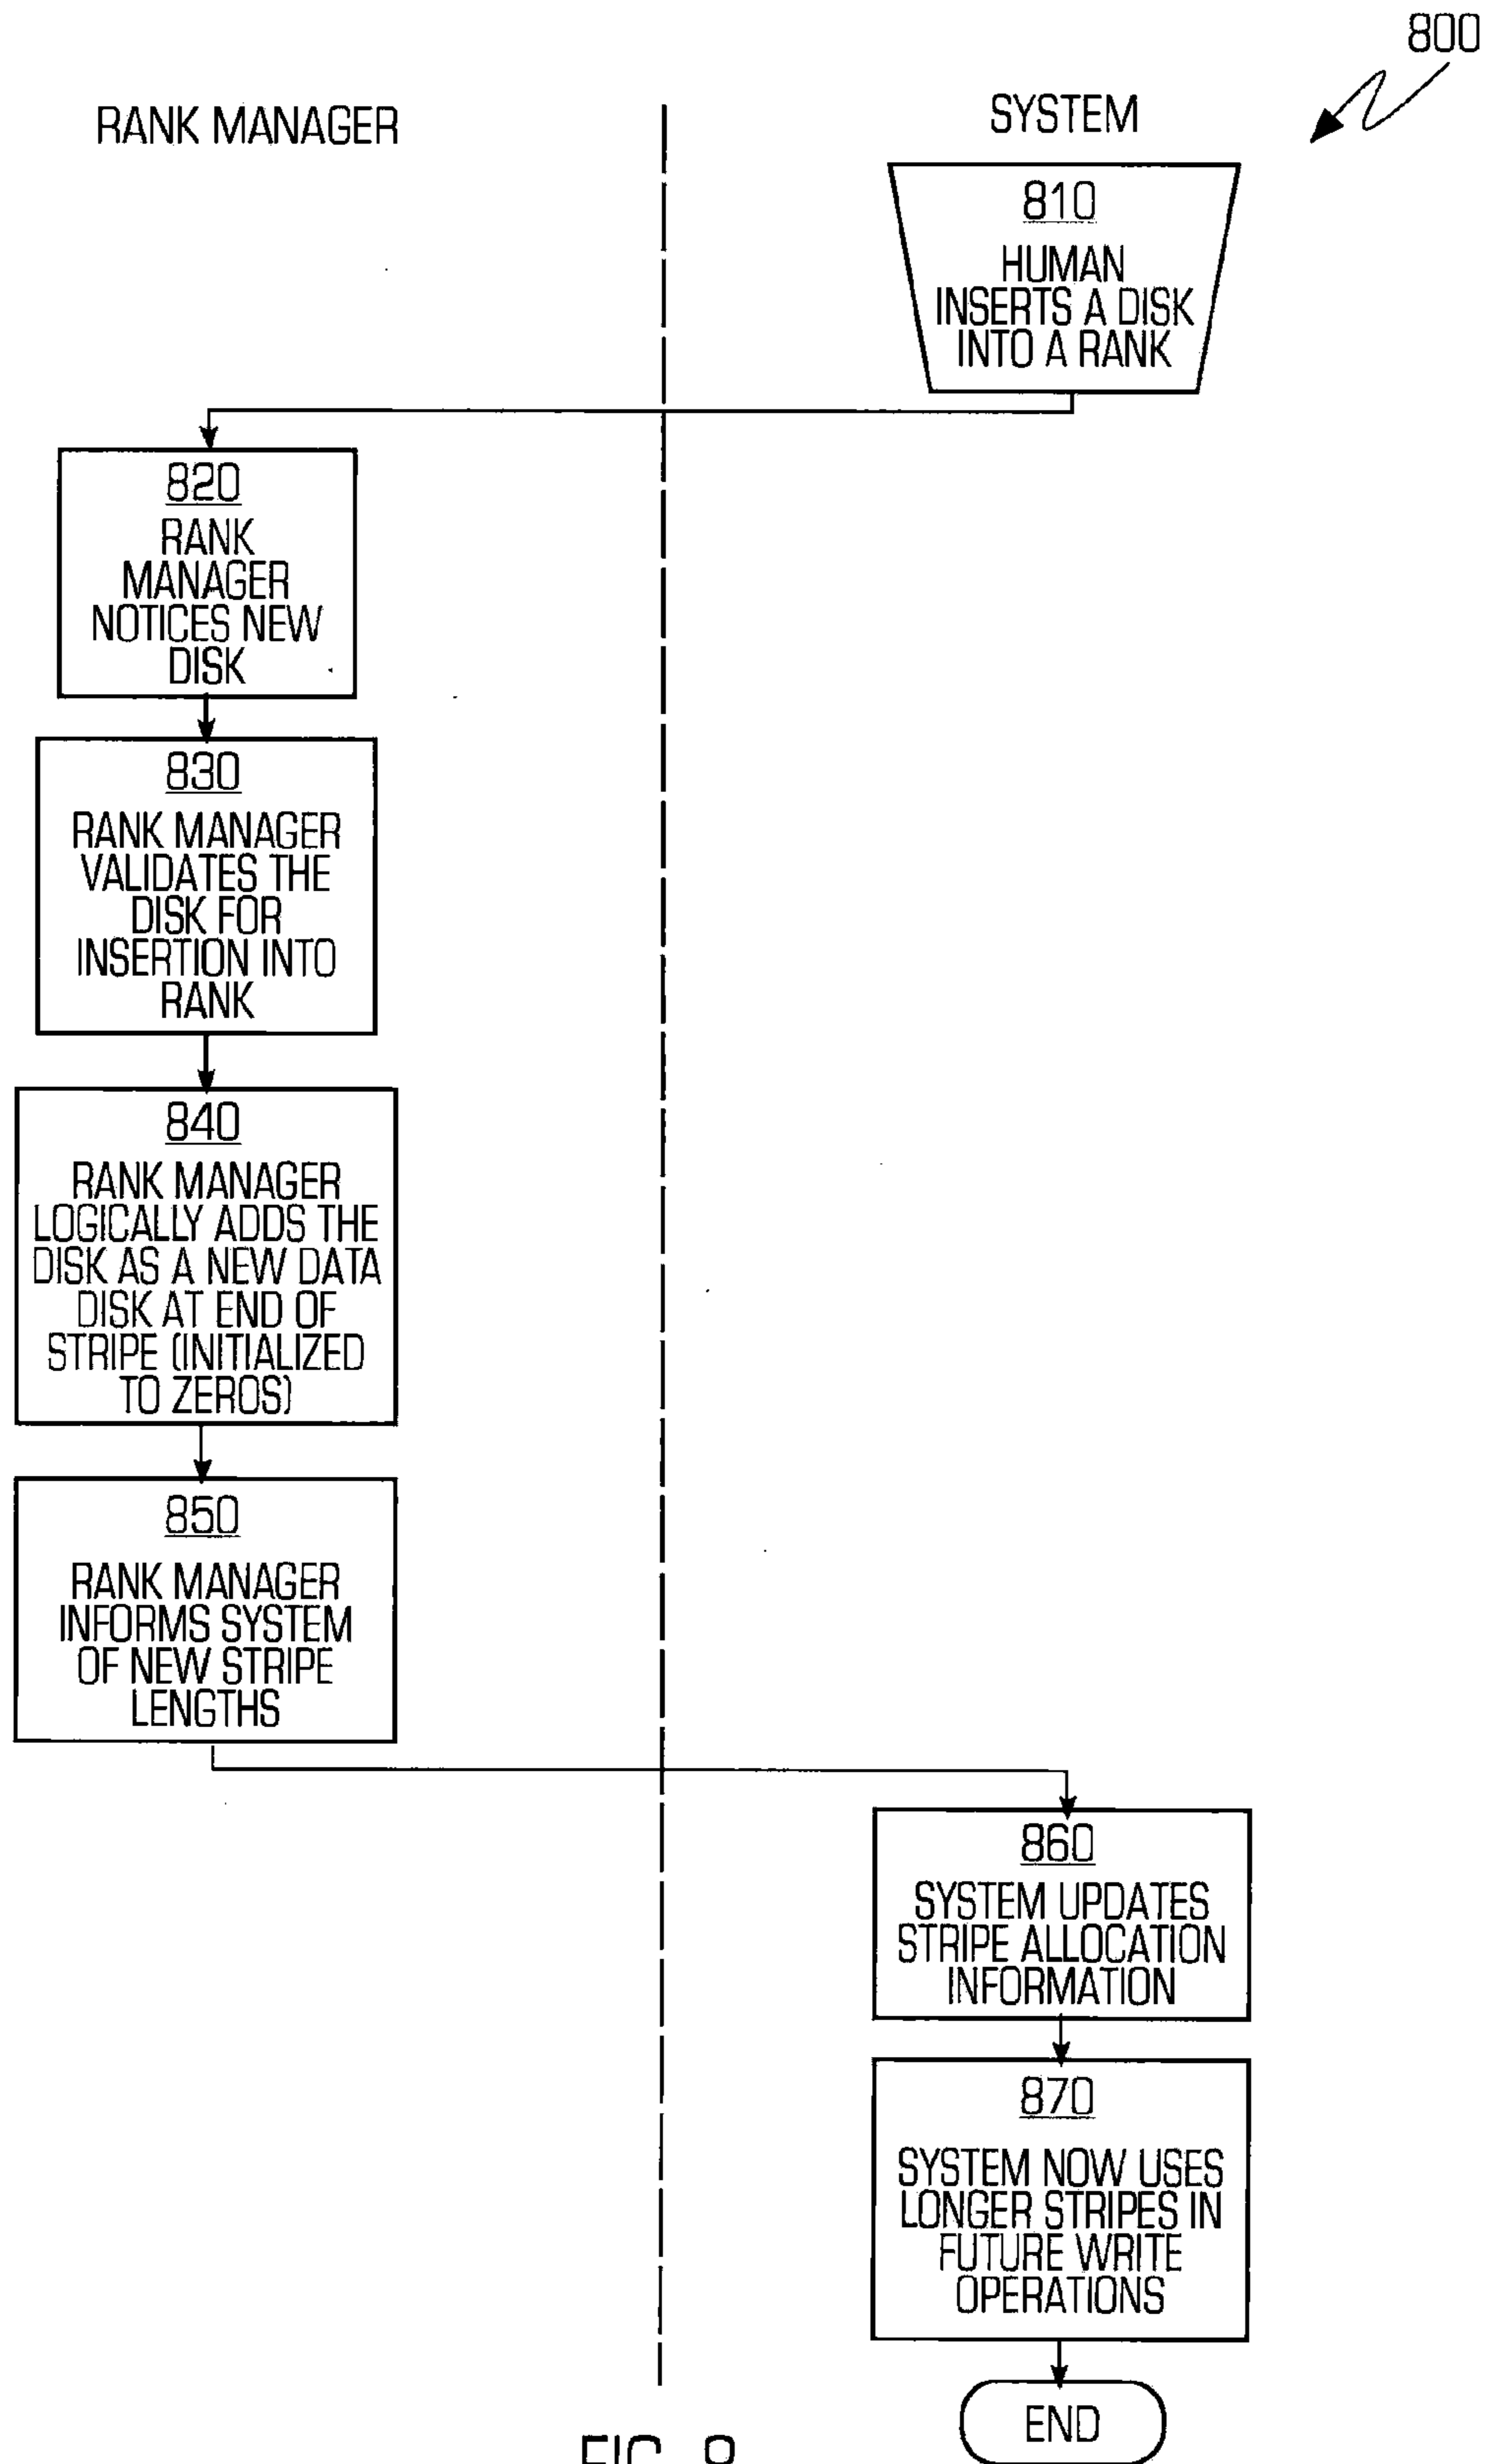 800
RANK MANAGER
SYSTEM
810
HUMAN
INSERTS A DISK
INTO A RANK
820
RANK
MANAGER
NOTICES NEW
DISK
830
RANK MANAGER
VALIDATES THE
DISK FOR
INSERTION INTO
RANK
840
RANK MANAGER
LOGICALLY ADDS THE
DISK AS A NEW DATA
DISK AT END OF
STRIPE (INITIALIZED
TO ZEROS)
850
RANK MANAGER
INFORMS SYSTEM
OF NEW STRIPE
LENGTHS
860
SYSTEM UPDATES
STRIPE ALLOCATION
INFORMATION
870
SYSTEM NOW USES
LONGER STRIPES IN
FUTURE WRITE
OPERATIONS
END
FIG. 8